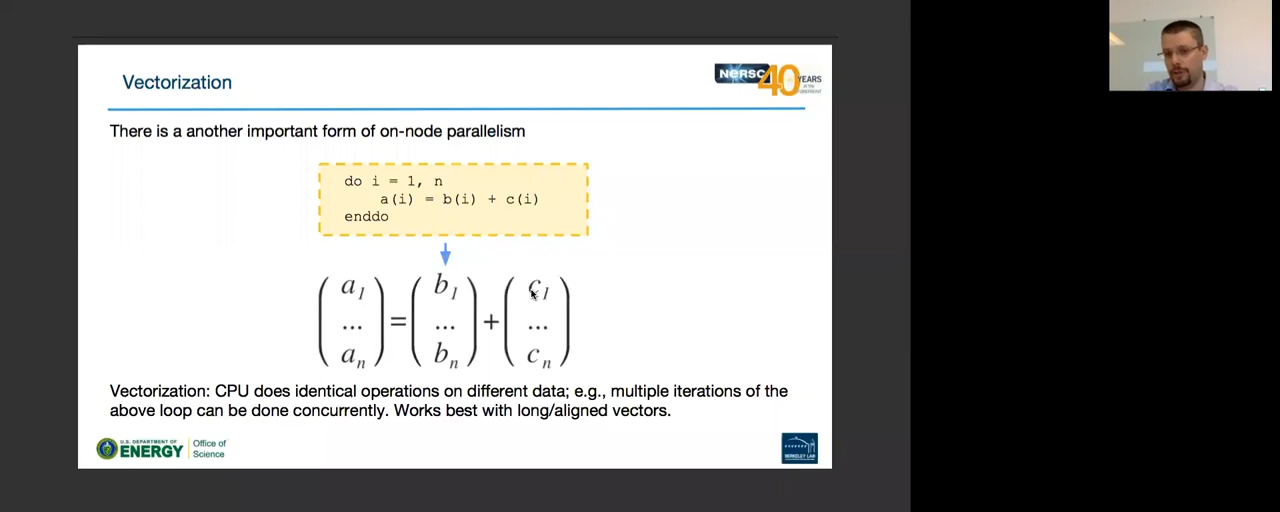 Vectorization
NERSC 40 YEARS
There is a another important form of on-node parallelism
do i = 1, n
a(i) = b(i) + c(i)
enddo
a1 b1 c1
... = ... + ...
an bn cn
Vectorization: CPU does identical operations on different data; e.g., multiple iterations of the
above loop can be done concurrently. Works best with long/aligned vectors.
U.S. DEPARTMENT OF
ENERGY
Office of
Science
BERKELEY LAB